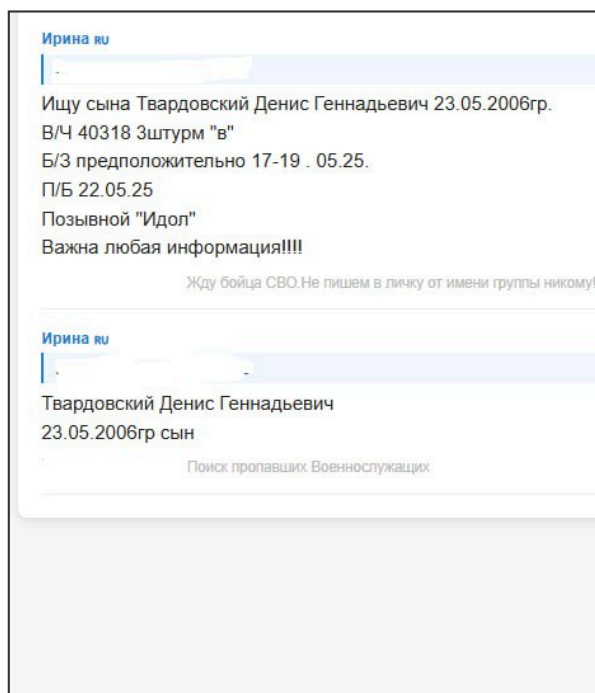 Ирина RU
Ищу сына Твардовский Денис Геннадьевич 23.05.2006гр.
В/Ч 40318 3штурм "в"
Б/З предположительно 17-19 . 05.25.
П/Б 22.05.25
Позывной "Идол"
Важна любая информация!!!!
Жду бойца СВО.Не пишем в личку от имени группы никому!
Ирина RU
Твардовский Денис Геннадьевич
23.05.2006гр сын
Поиск пропавших Военнослужащих